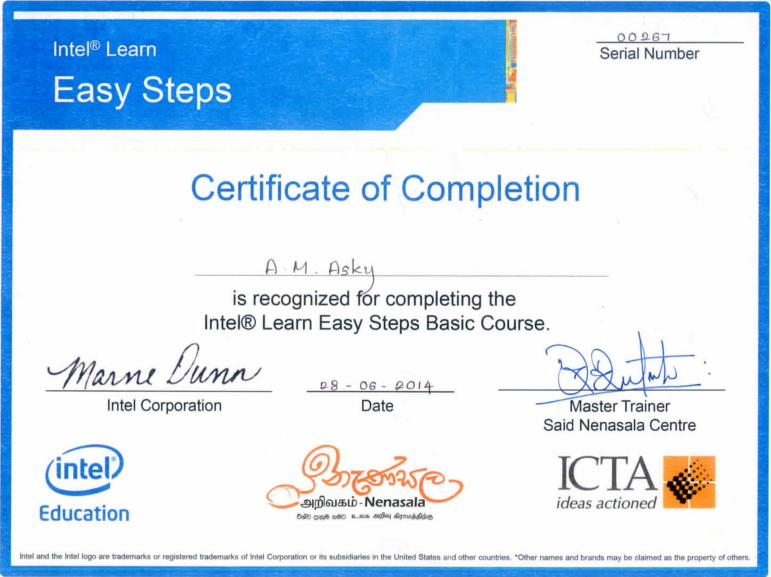 Intel® Learn
Easy Steps
00267
Serial Number
Certificate of Completion
A.M. Asky
is recognized for completing the
Intel® Learn Easy Steps Basic Course.
Marne Dunn
28 - 06 - 2014
Intel Corporation
Date
Master Trainer
Said Nenasala Centre
intel®
Education
නැණසල
அறிவகம் - Nenasala
ICTA
ideas actioned
Intel and the Intel logo are trademarks or registered trademarks of Intel Corporation or its subsidiaries in the United States and other countries. *Other names and brands may be claimed as the property of others.